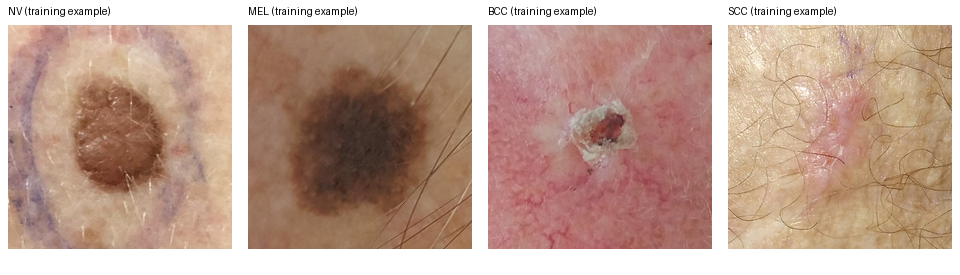 NV (training example)
MEL (training example)
BCC (training example)
SCC (training example)